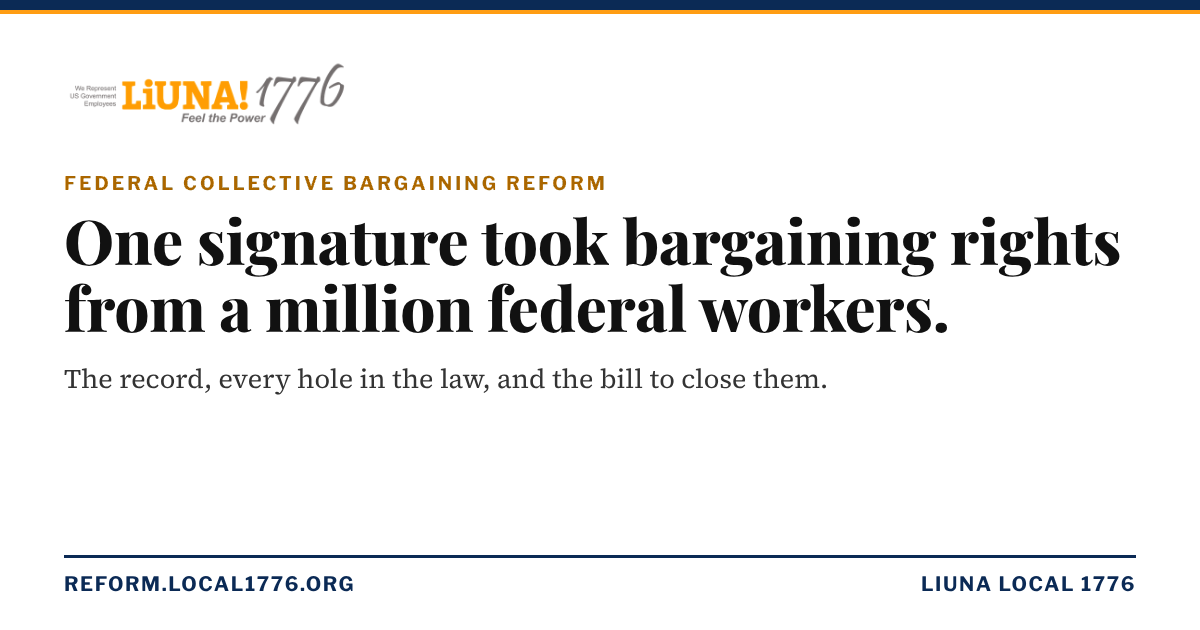 We Represent
US Government
Employees
LiUNA! 1776
Feel the Power
FEDERAL COLLECTIVE BARGAINING REFORM
One signature took bargaining rights
from a million federal workers.
The record, every hole in the law, and the bill to close them.
REFORM.LOCAL1776.ORG
LIUNA LOCAL 1776